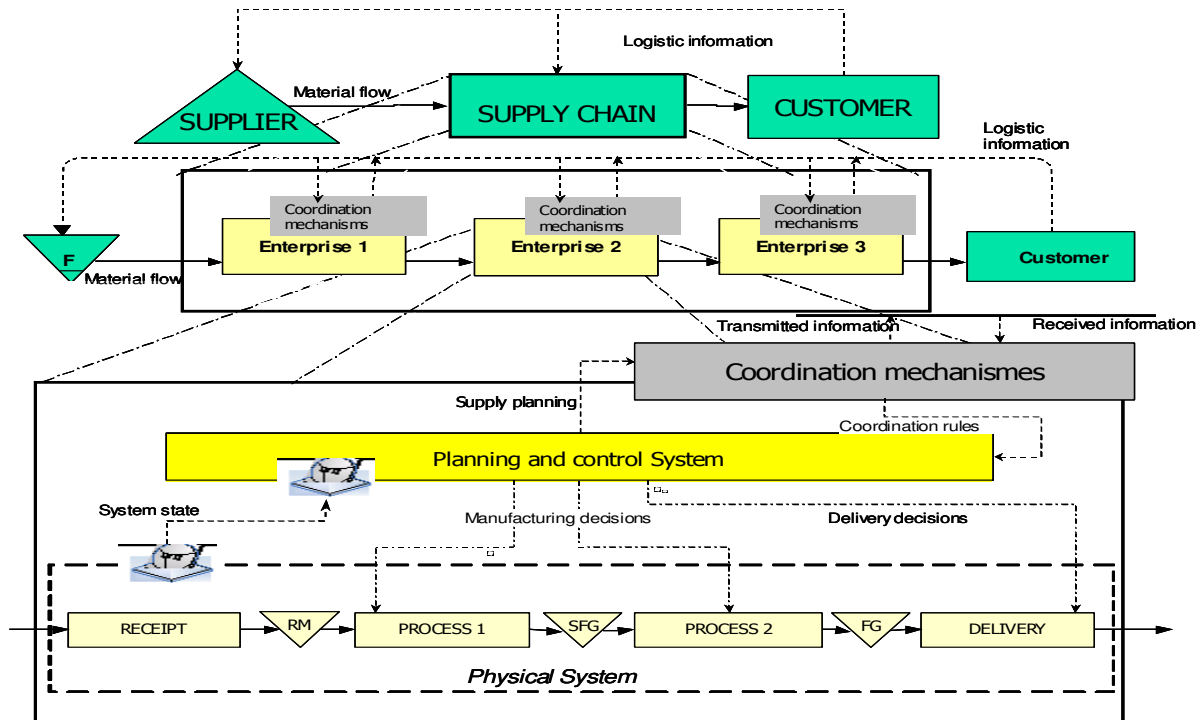 Logistic information
Material flow
SUPPLIER
SUPPLY CHAIN
CUSTOMER
Logistic
information
Coordination
mechanisms
Coordination
mechanisms
Coordination
mechanisms
Enterprise 1
Enterprise 2
Enterprise 3
F
Material flow
Customer
Transmitted information
Received information
Coordination mechanismes
Supply planning
Coordination rules
Planning and control System
System state
Manufacturing decisions
Delivery decisions
RECEIPT
RM
PROCESS 1
SFG
PROCESS 2
FG
DELIVERY
Physical System